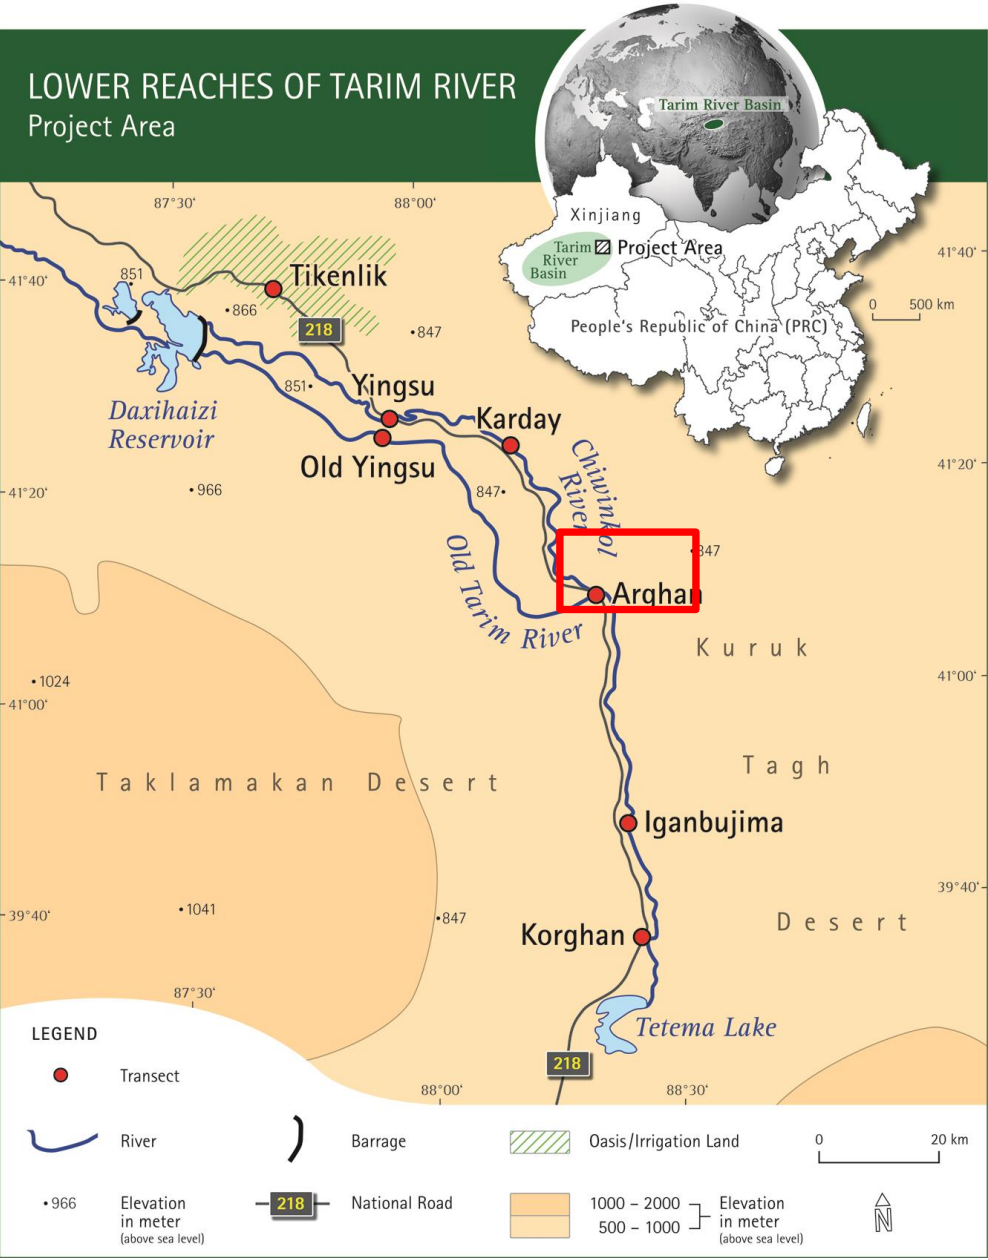 LOWER REACHES OF TARIM RIVER
Project Area
Tarim River Basin
Xinjiang
Tarim
River
Basin
Project Area
People's Republic of China (PRC)
0 500 km
87°30'
88°00'
41°40'
41°40'
851
Tikenlik
866
218
847
851
Yingsu
Daxihaizi
Reservoir
Karday
Old Yingsu
Chiwinkol
River
41°20'
41°20'
966
847
847
Old Tarim River
Arghan
Kuruk
1024
41°00'
41°00'
Tagh
Taklamakan Desert
Iganbujima
39°40'
39°40'
1041
847
Desert
Korghan
87°30'
Tetema Lake
218
88°00'
88°30'
LEGEND
Transect
River
Barrage
Oasis/Irrigation Land
0 20 km
966
Elevation
in meter
(above sea level)
218
National Road
1000 – 2000
500 – 1000
Elevation
in meter
(above sea level)
N